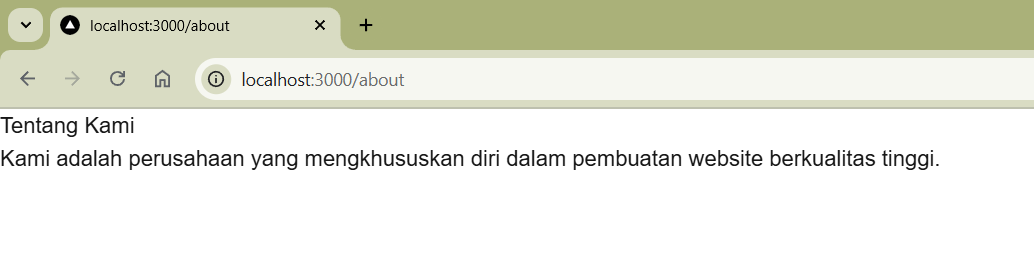 localhost:3000/about
localhost:3000/about
Tentang Kami
Kami adalah perusahaan yang mengkhususkan diri dalam pembuatan website berkualitas tinggi.